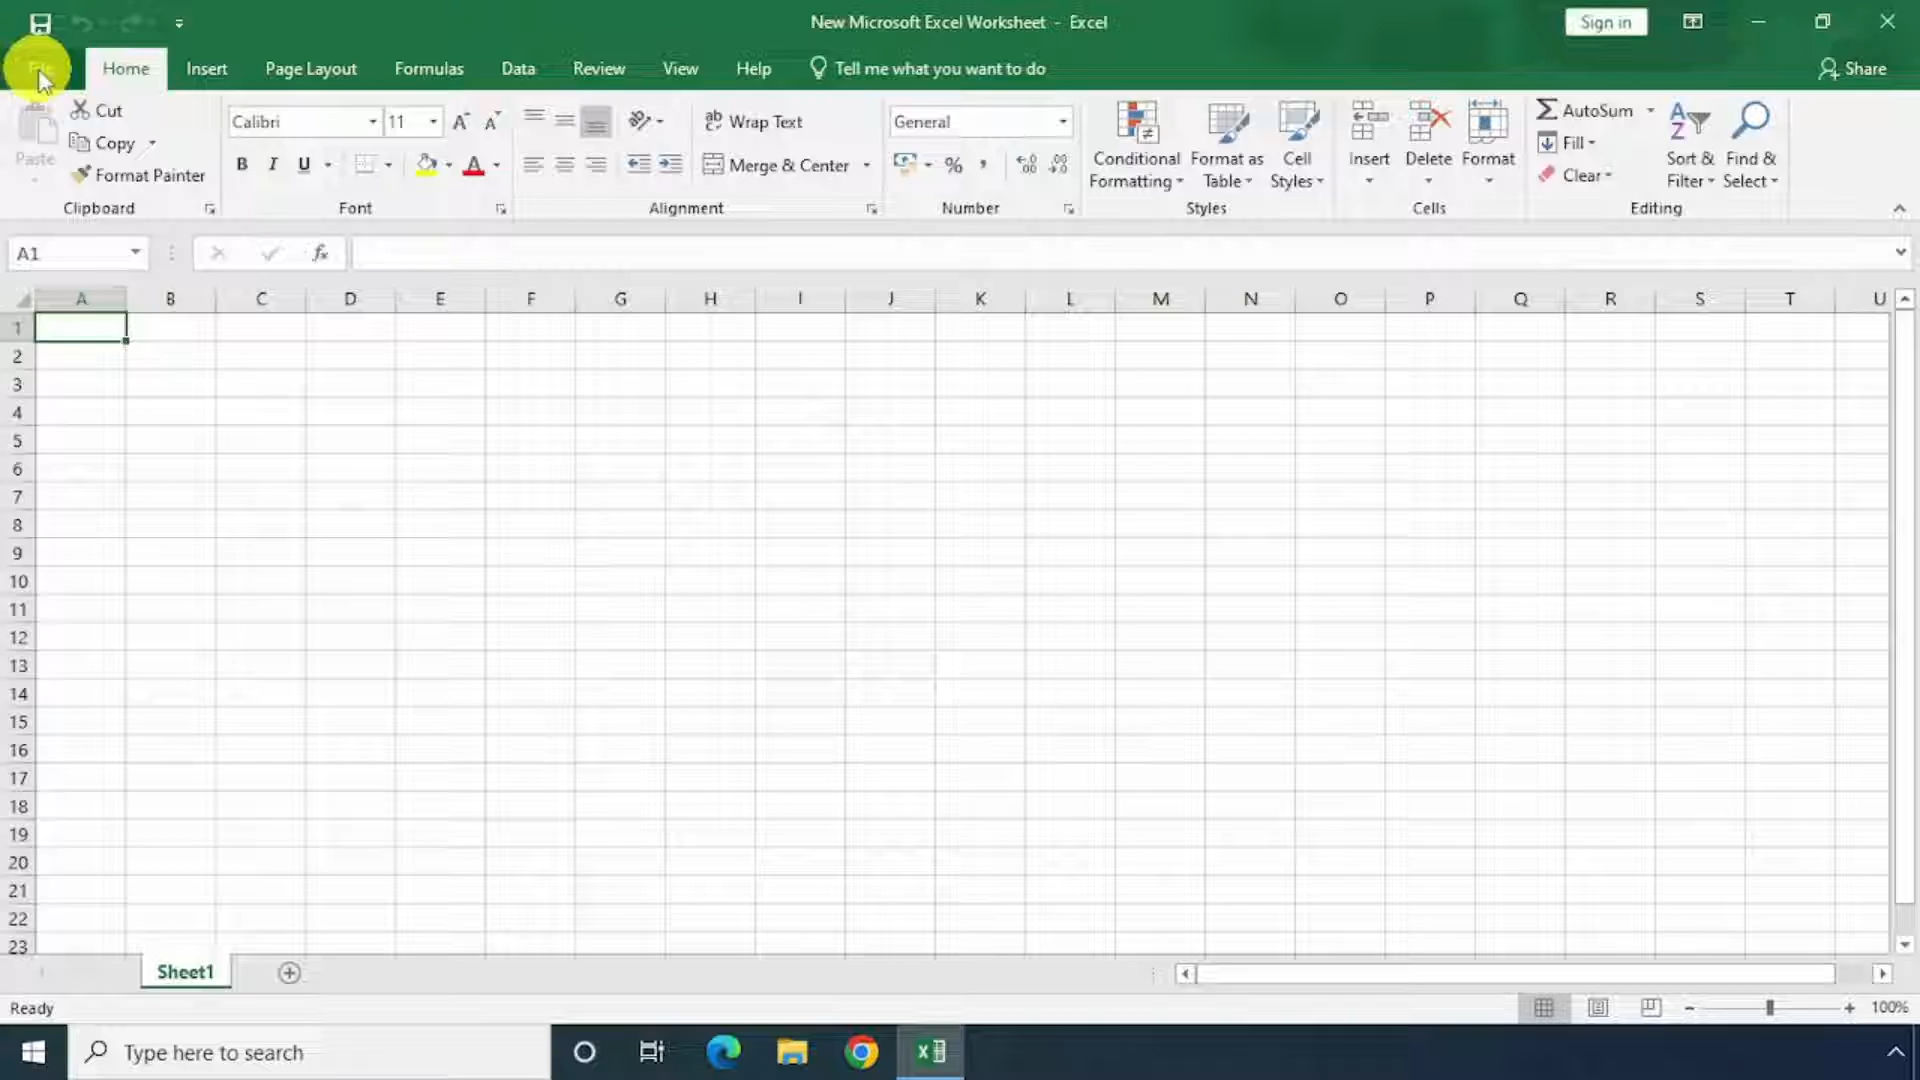 New Microsoft Excel Worksheet - Excel
Sign in
File Home Insert Page Layout Formulas Data Review View Help Tell me what you want to do Share
Paste
Cut
Copy
Format Painter
Clipboard
Calibri 11
B I U A
Font
ab Wrap Text
Merge & Center
Alignment
General
% ,
Number
Conditional Formatting
Format as Table
Cell Styles
Styles
Insert Delete Format
Cells
AutoSum
Fill
Clear
Sort & Filter
Find & Select
Editing
A1 fx
A B C D E F G H I J K L M N O P Q R S T U
1
2
3
4
5
6
7
8
9
10
11
12
13
14
15
16
17
18
19
20
21
22
23
Sheet1
Ready 100%
Type here to search